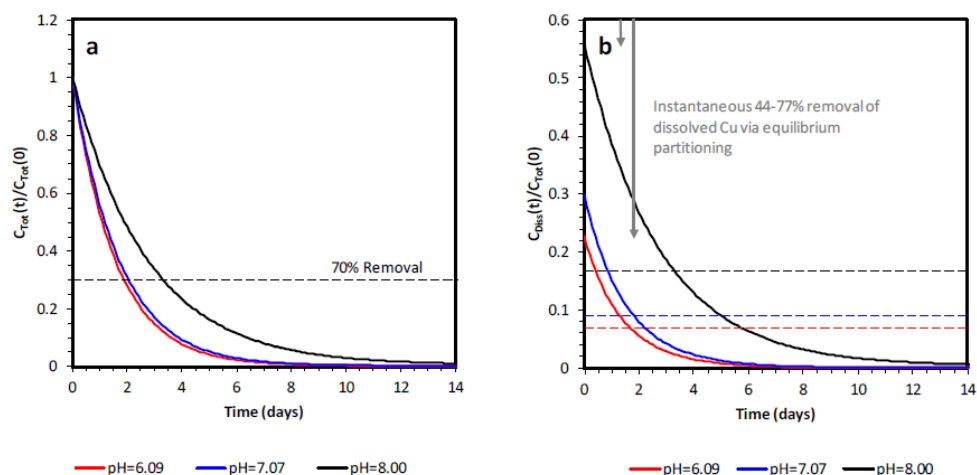 a
C_Tot(t)/C_Tot(0)
1.2
1
0.8
0.6
0.4
0.2
0
70% Removal
0 2 4 6 8 10 12 14
Time (days)
pH=6.09 pH=7.07 pH=8.00
b
C_Diss(t)/C_Tot(0)
0.6
0.5
0.4
0.3
0.2
0.1
0
Instantaneous 44-77% removal of
dissolved Cu via equilibrium
partitioning
0 2 4 6 8 10 12 14
Time (days)
pH=6.09 pH=7.07 pH=8.00